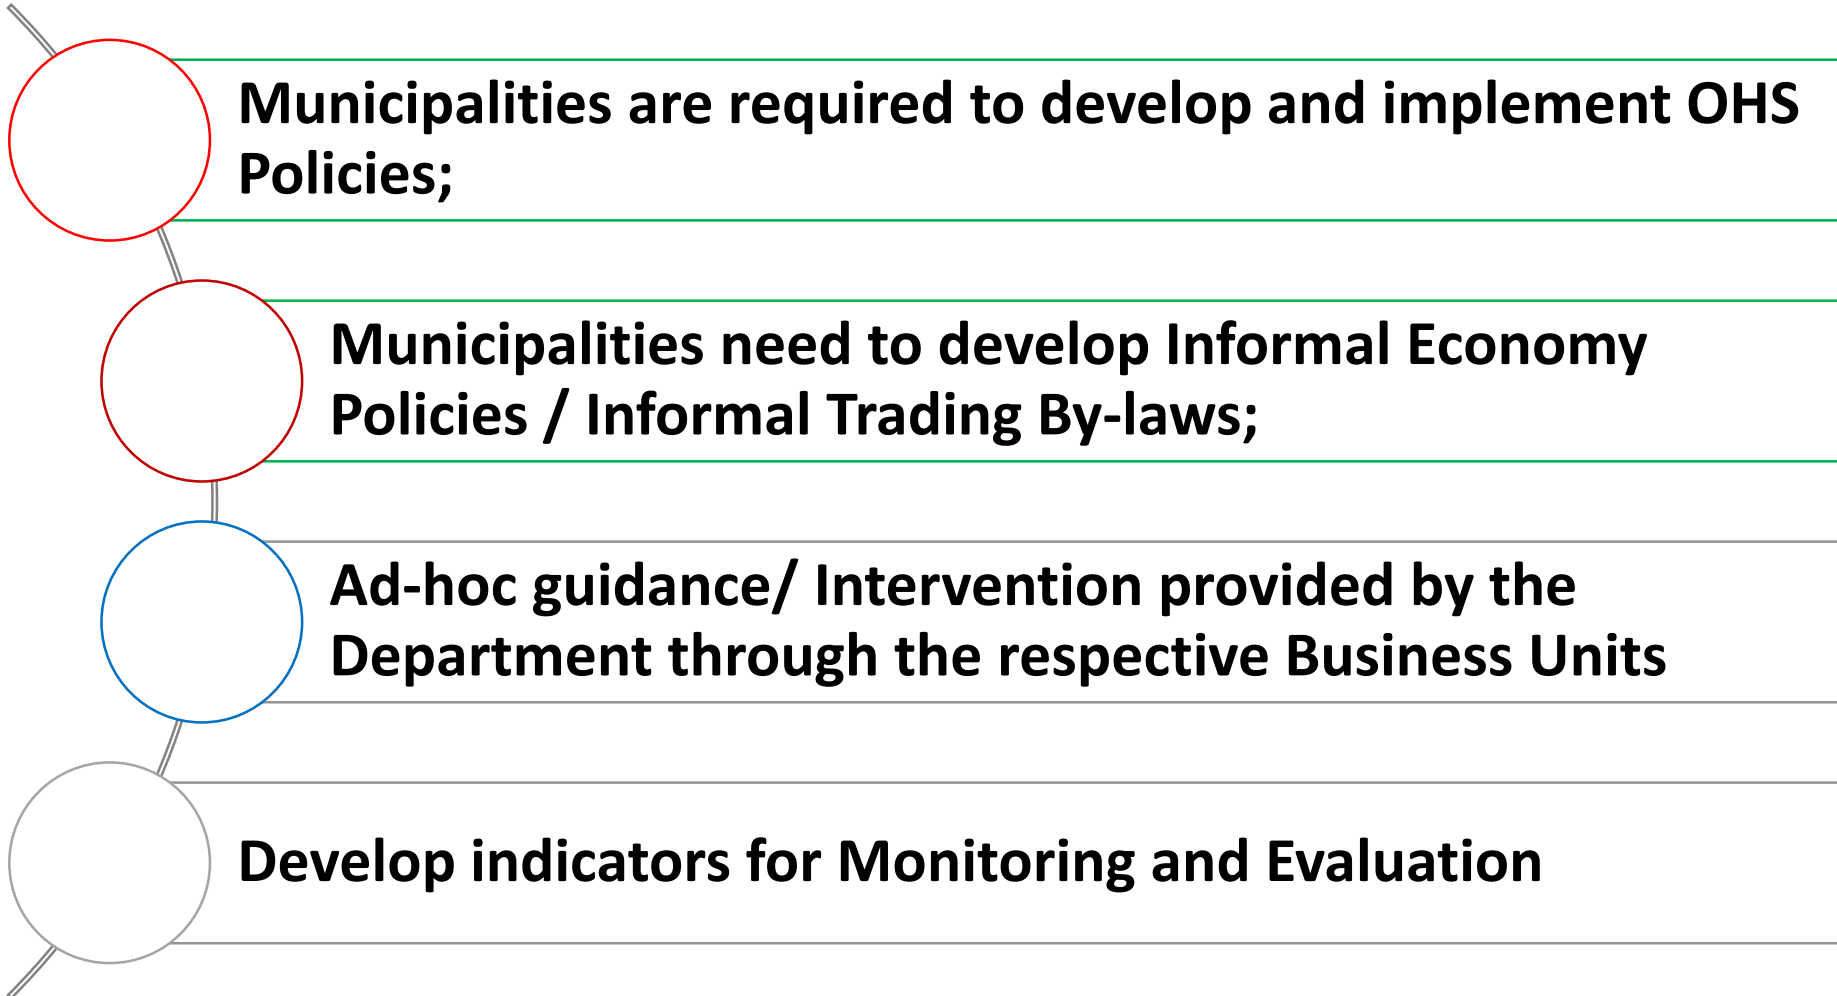 Municipalities are required to develop and implement OHS
Policies;
Municipalities need to develop Informal Economy
Policies / Informal Trading By-laws;
Ad-hoc guidance/ Intervention provided by the
Department through the respective Business Units
Develop indicators for Monitoring and Evaluation